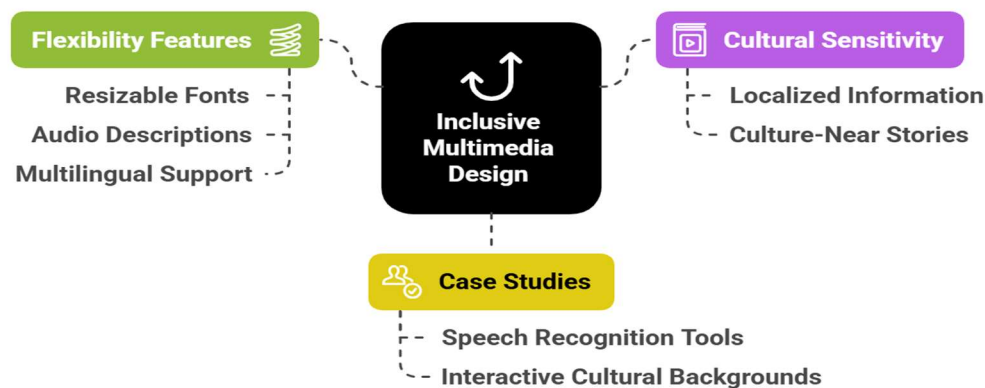 Flexibility Features
Resizable Fonts
Audio Descriptions
Multilingual Support
Inclusive
Multimedia
Design
Cultural Sensitivity
Localized Information
Culture-Near Stories
Case Studies
Speech Recognition Tools
Interactive Cultural Backgrounds